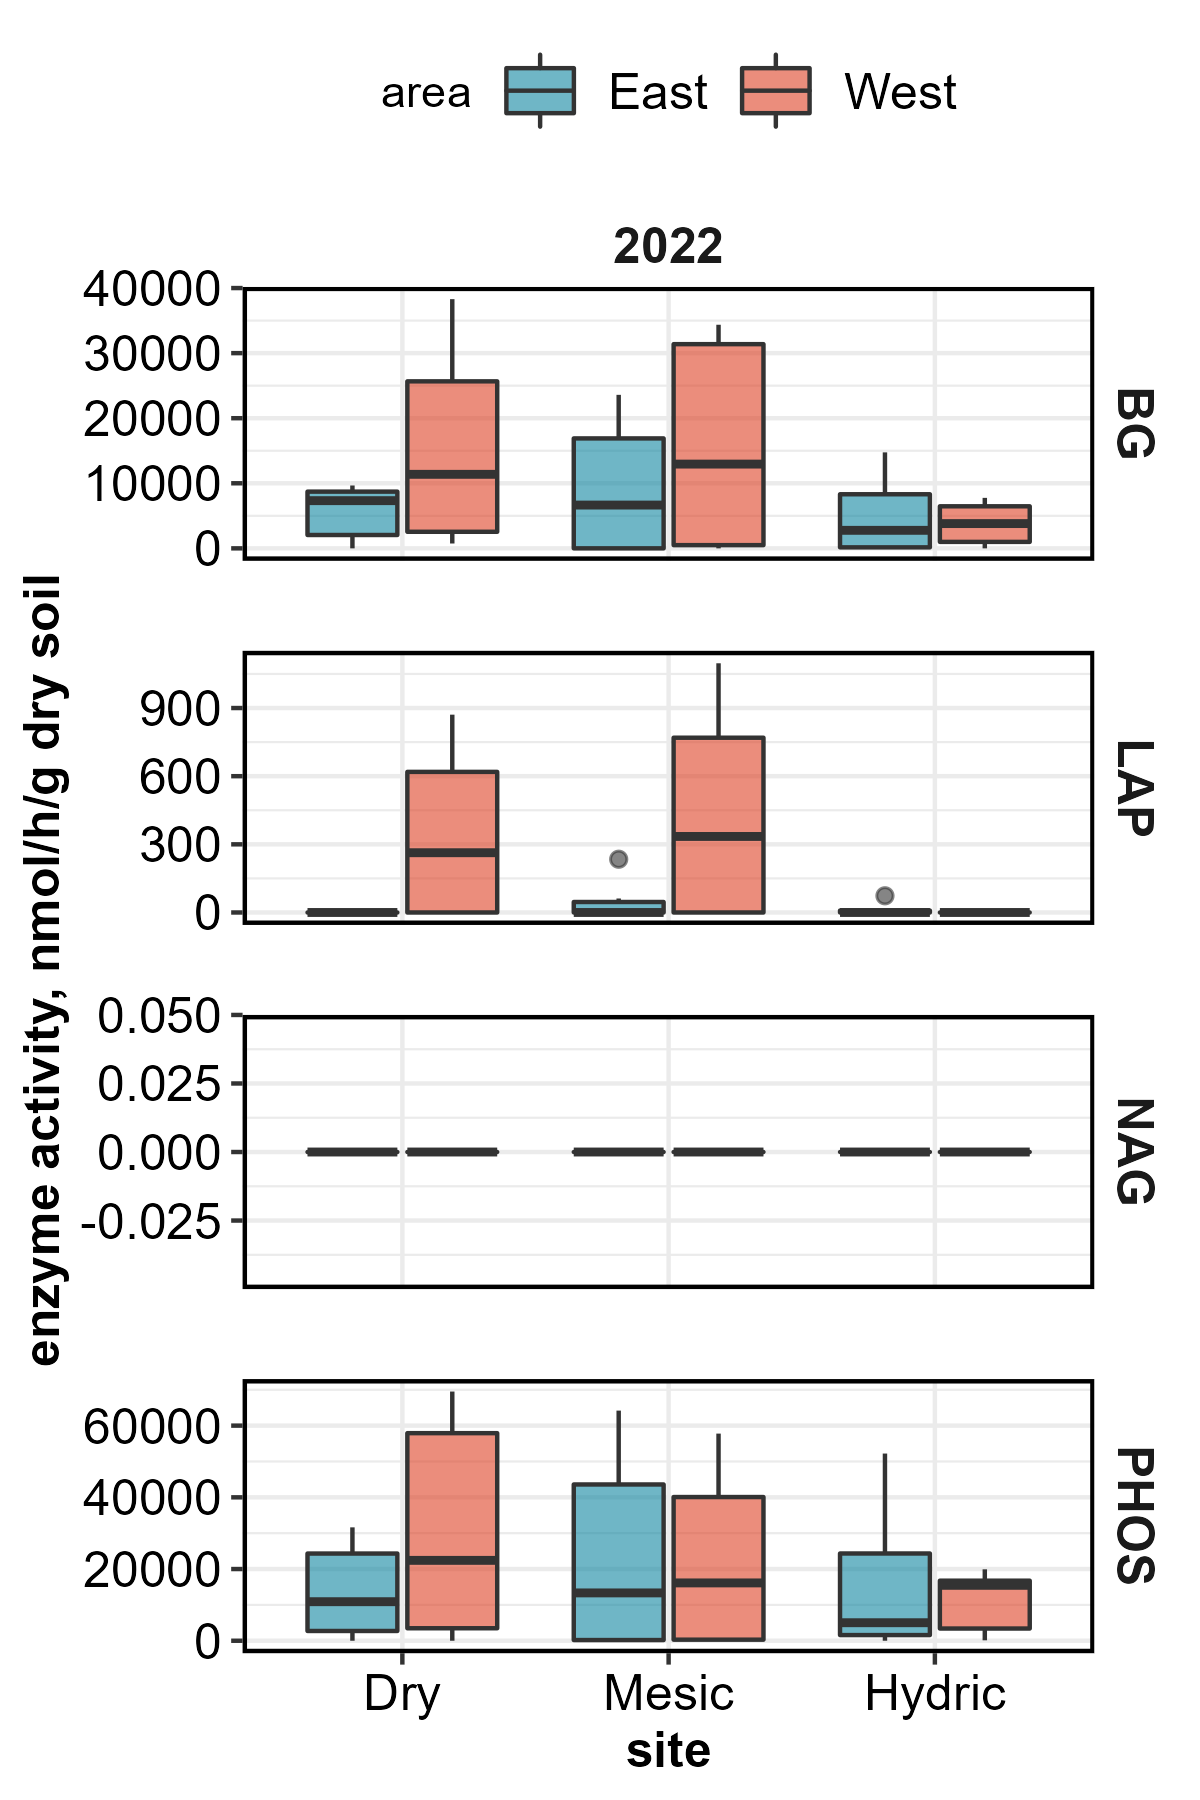 area East West
2022
40000
30000
20000
10000
0
BG
900
600
300
0
LAP
0.050
0.025
0.000
-0.025
NAG
60000
40000
20000
0
PHOS
enzyme activity, nmol/h/g dry soil
Dry Mesic Hydric
site